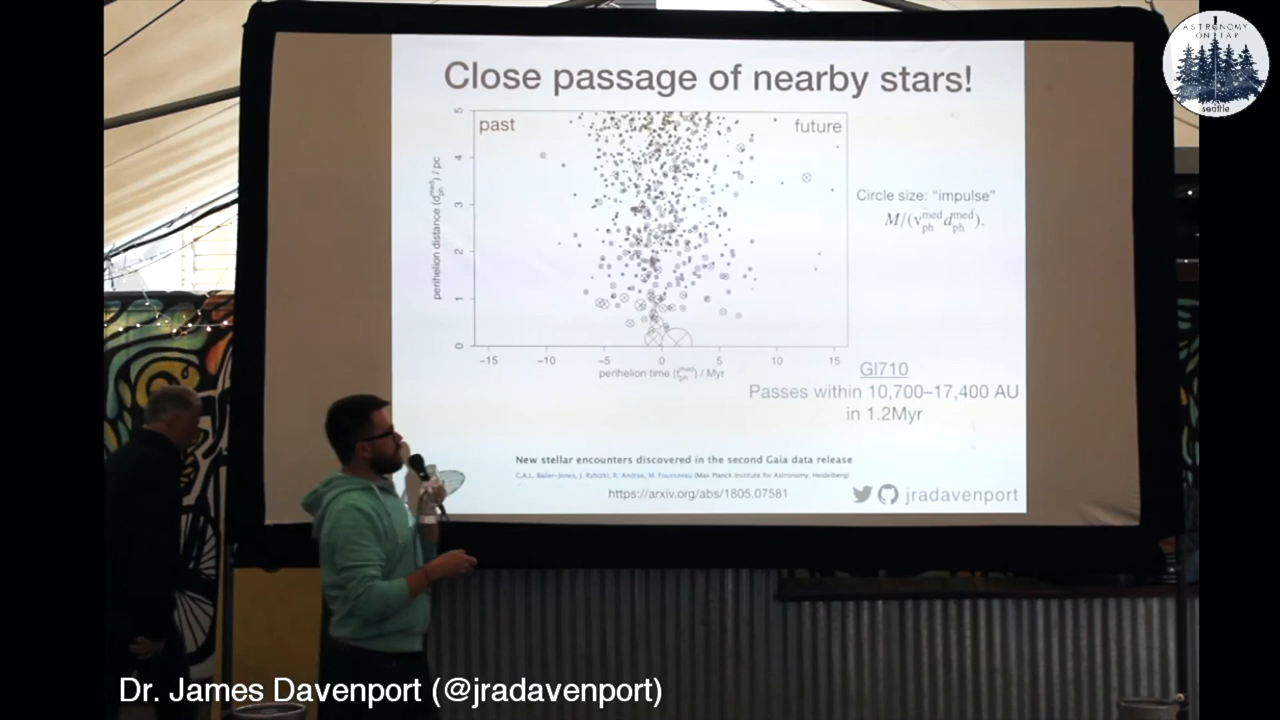 ASTRONOMY
ON TAP
seattle
Close passage of nearby stars!
past
future
perihelion distance (d_ph^med) / pc
0 1 2 3 4 5
−15 −10 −5 0 5 10 15
perihelion time (t_ph^med) / Myr
Circle size: “impulse”
M/(v_ph^med d_ph^med).
Gl710
Passes within 10,700–17,400 AU
in 1.2Myr
New stellar encounters discovered in the second Gaia data release
C.A.L. Bailer-Jones, J. Rybizki, R. Andrae, M. Fouesneau (Max Planck Institute for Astronomy, Heidelberg)
https://arxiv.org/abs/1805.07581
jradavenport
Dr. James Davenport (@jradavenport)